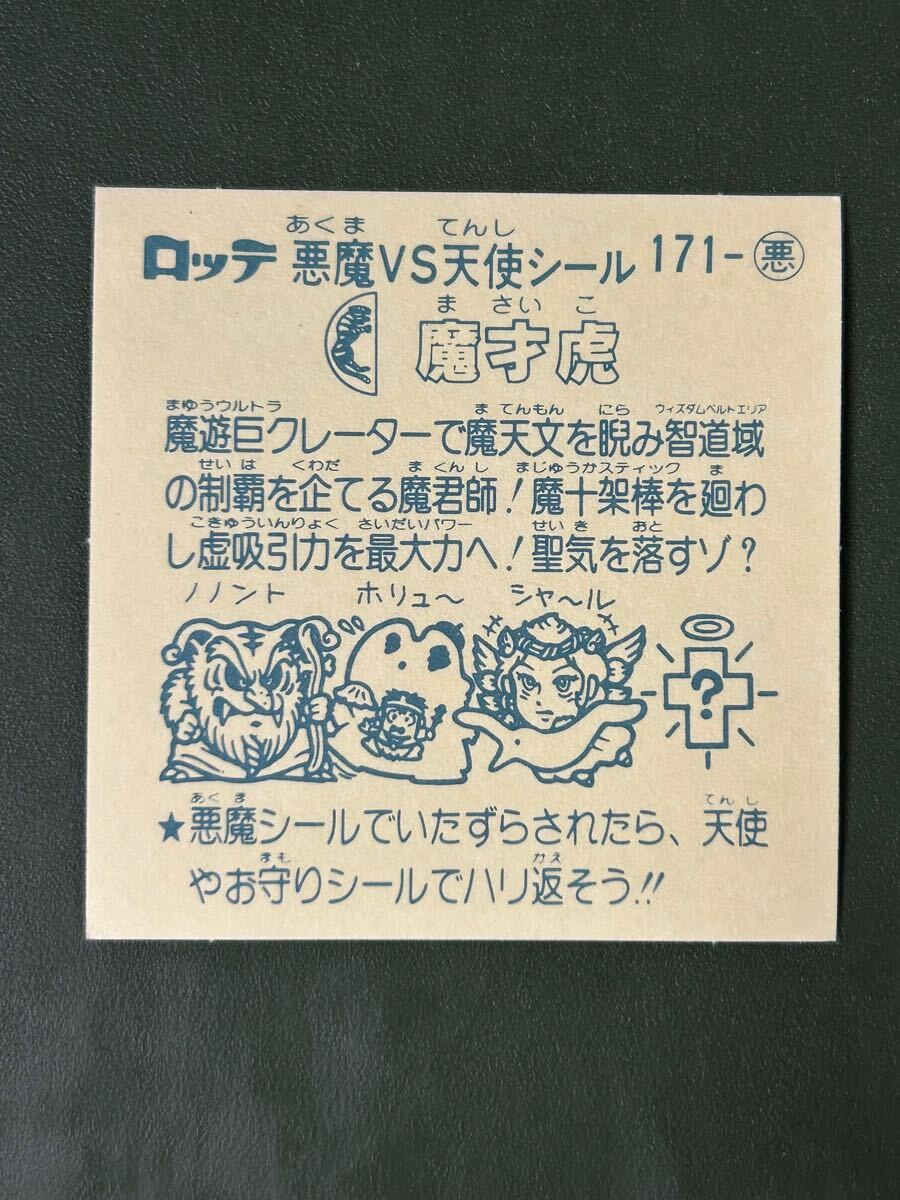 あくま てんし
ロッテ 悪魔VS天使シール 171-悪
まさいこ
魔才虎
まゆうウルトラ まてんもん にら ウィズダムベルトエリア
魔遊巨クレーターで魔天文を睨み智道域
せいは くわだ まくんし まじゅうかスティック ま
の制覇を企てる魔君師！魔十架棒を廻わ
こきゅういんりょく さいだいパワー せいき おと
し虚吸引力を最大力へ！聖気を落すゾ？
ノノント ホリュ〜 シャ〜ル
?
あくま てんし
★悪魔シールでいたずらされたら、天使
まも かえ
やお守りシールでハリ返そう!!